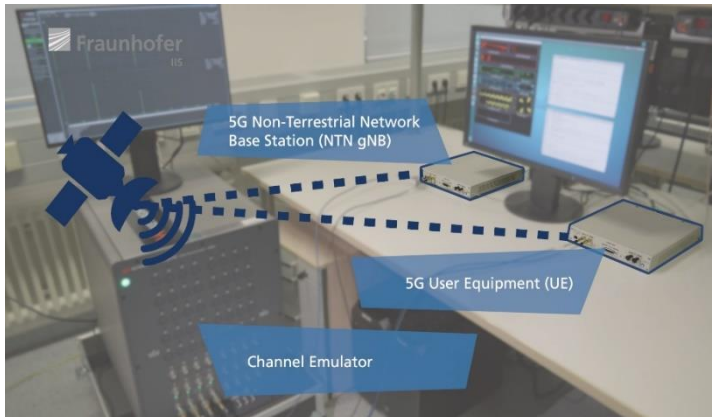 Fraunhofer
IIS
5G Non-Terrestrial Network
Base Station (NTN gNB)
5G User Equipment (UE)
Channel Emulator